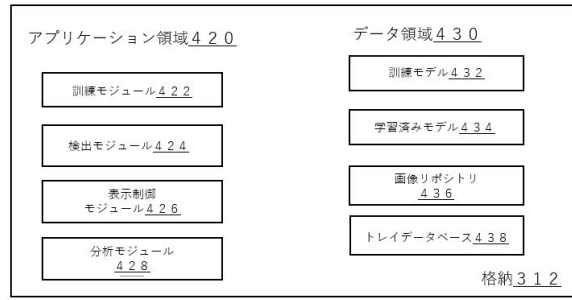 アプリケーション領域４２０
訓練モジュール４２２
検出モジュール４２４
表示制御
モジュール４２６
分析モジュール
４２８
データ領域４３０
訓練モデル４３２
学習済みモデル４３４
画像リポジトリ
４３６
トレイデータベース４３８
格納３１２